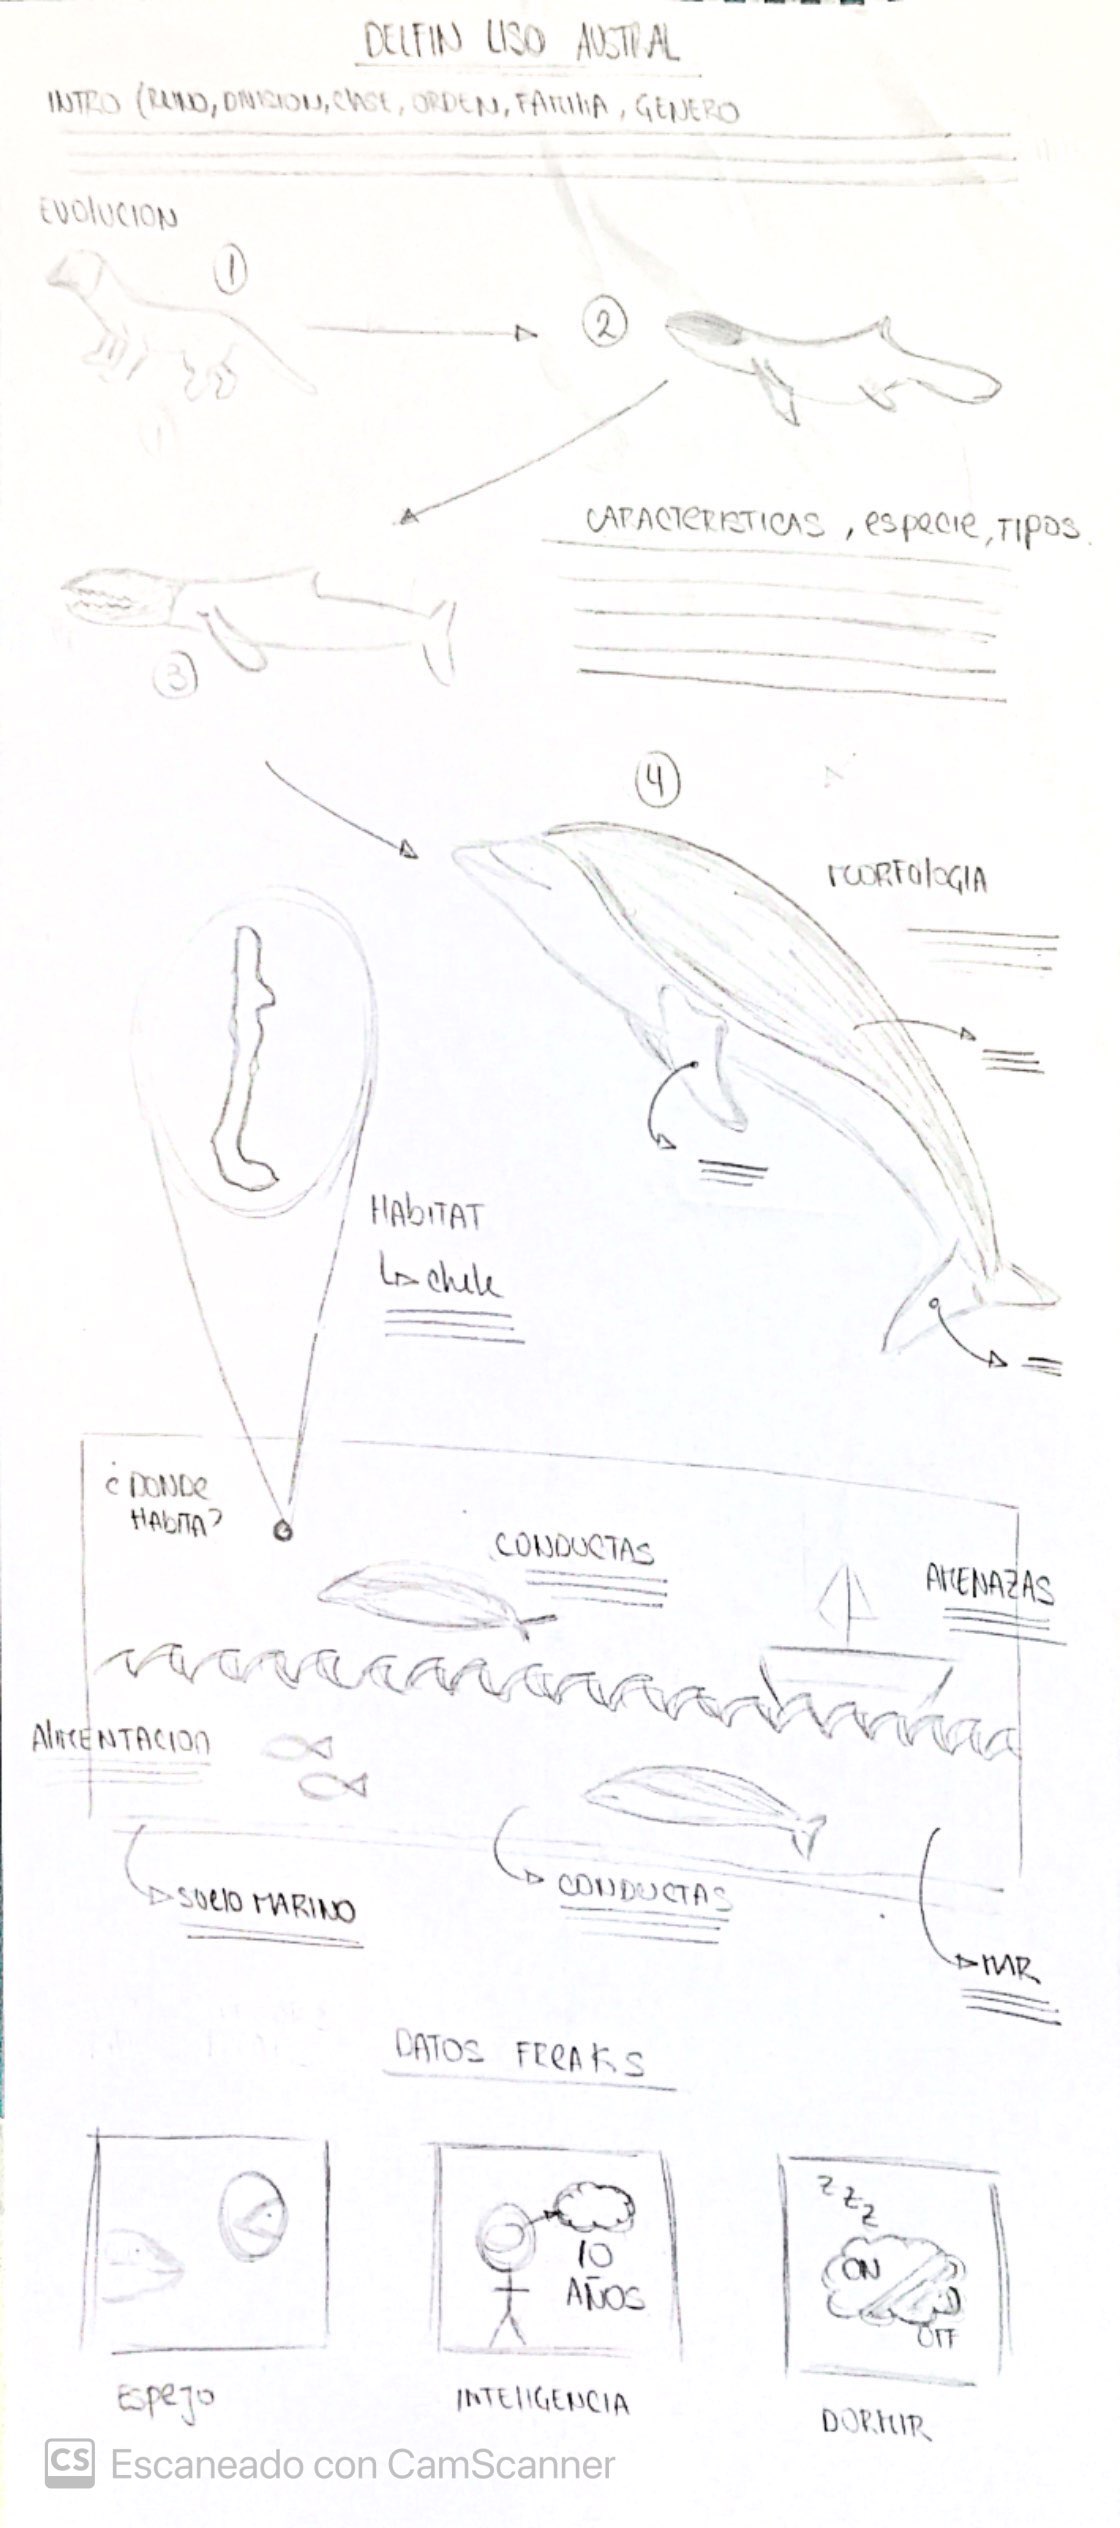 DELFIN LISO AUSTRAL
INTRO (REINO, DIVISION, CLASE, ORDEN, FAMILIA, GENERO
EVOLUCION
1
2
CARACTERISTICAS, especie, TIPOS.
3
4
MORFOLOGIA
HABITAT
chile
¿DONDE
HABITA?
CONDUCTAS
AMENAZAS
ALIMENTACION
SUELO MARINO
CONDUCTAS
MAR
DATOS FREAKS
10
AÑOS
Z Z Z
ON
OFF
ESPEJO
INTELIGENCIA
DORMIR
CS Escaneado con CamScanner